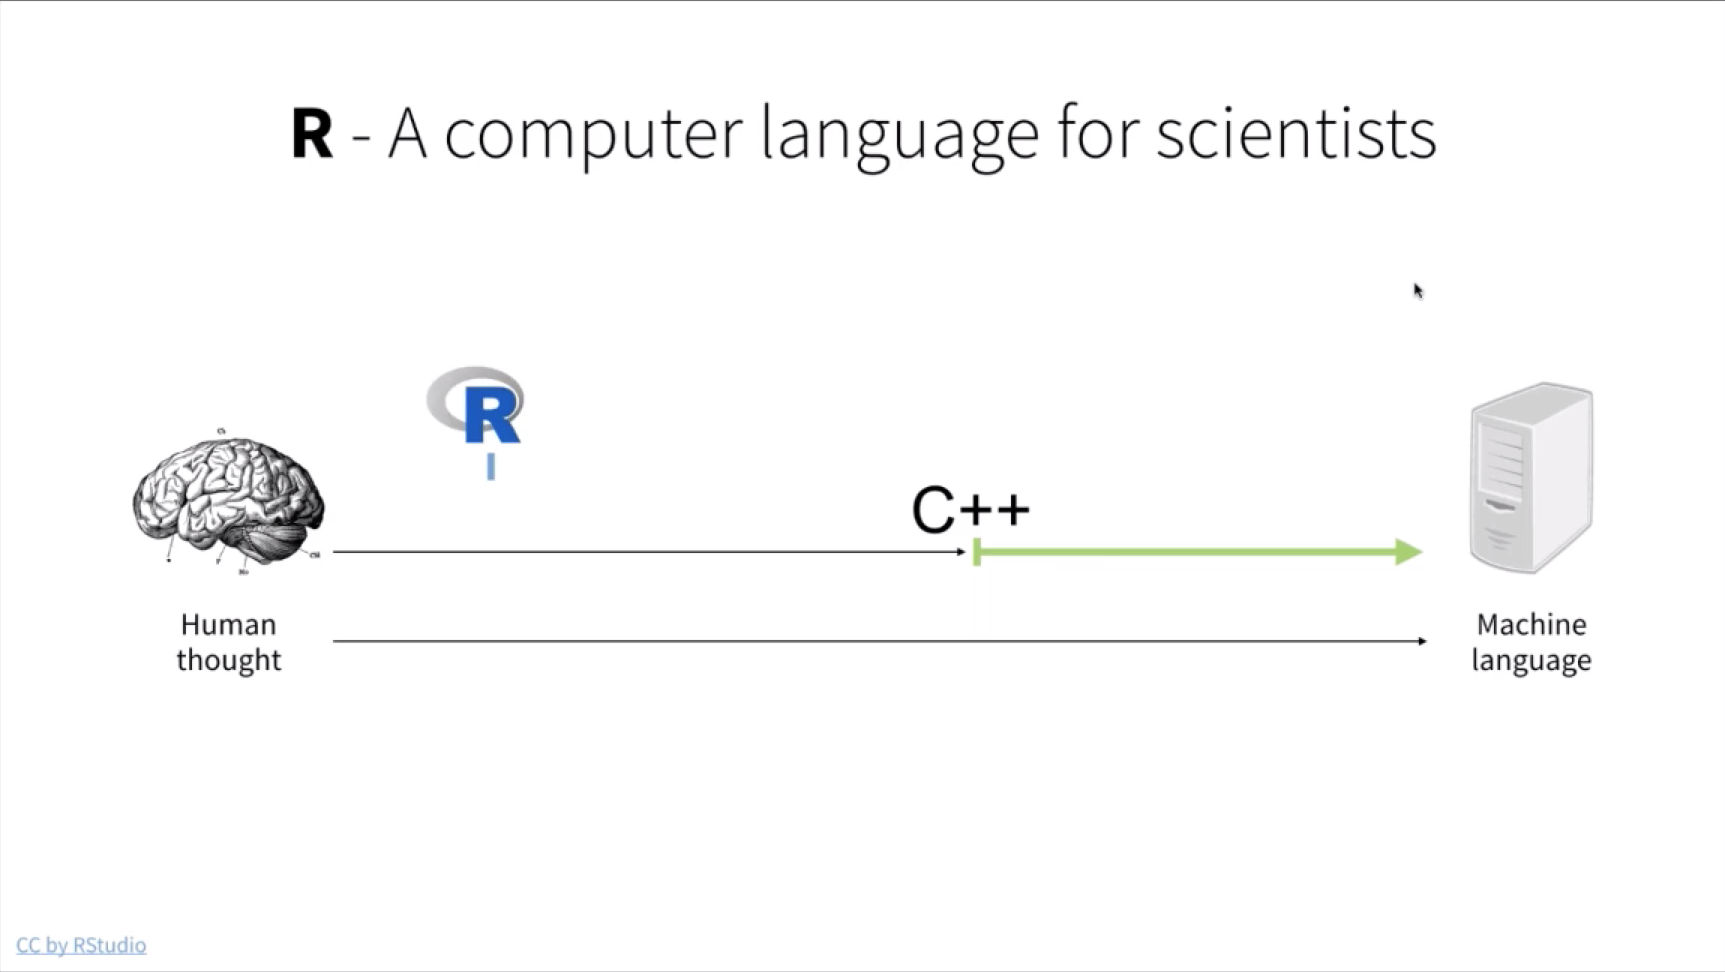 R - A computer language for scientists
R
C++
Human
thought
Machine
language
CC by RStudio